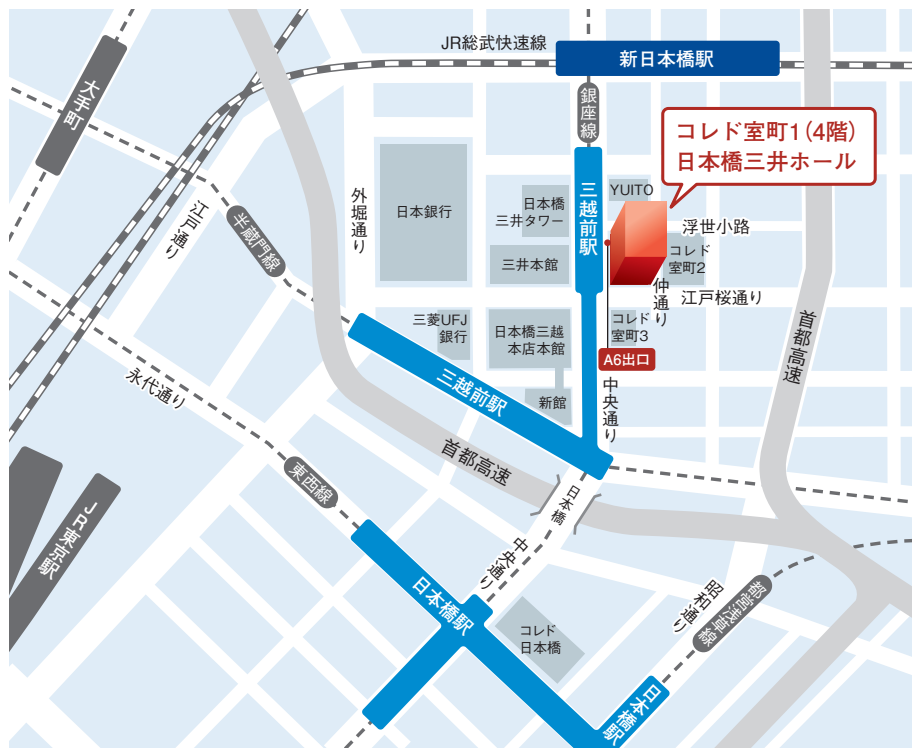 JR総武快速線
新日本橋駅
大手町
銀座線
コレド室町1（4階）
日本橋三井ホール
三越前駅
YUITO
外堀通り
日本銀行
日本橋
三井タワー
浮世小路
江戸通り
半蔵門線
三井本館
コレド
室町2
仲通り
江戸桜通り
三菱UFJ
銀行
日本橋三越
本店本館
コレド
室町3
首都高速
A6出口
永代通り
三越前駅
新館
中央通り
首都高速
東西線
日本橋
JR東京駅
中央通り
日本橋駅
コレド
日本橋
昭和通り
都営浅草線
日本橋駅